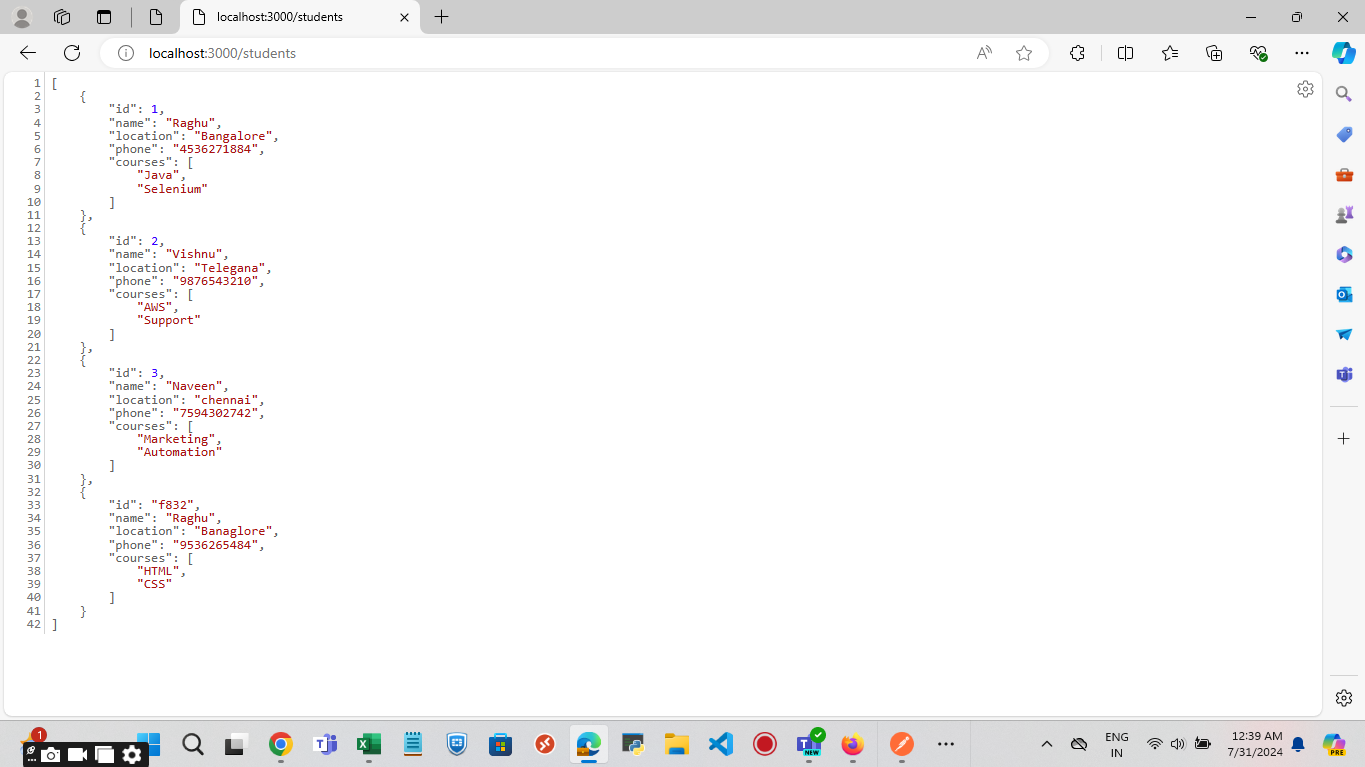 localhost:3000/students
localhost:3000/students
1 [
2 {
3 "id": 1,
4 "name": "Raghu",
5 "location": "Bangalore",
6 "phone": "4536271884",
7 "courses": [
8 "Java",
9 "Selenium"
10 ]
11 },
12 {
13 "id": 2,
14 "name": "Vishnu",
15 "location": "Telegana",
16 "phone": "9876543210",
17 "courses": [
18 "AWS",
19 "Support"
20 ]
21 },
22 {
23 "id": 3,
24 "name": "Naveen",
25 "location": "chennai",
26 "phone": "7594302742",
27 "courses": [
28 "Marketing",
29 "Automation"
30 ]
31 },
32 {
33 "id": "f832",
34 "name": "Raghu",
35 "location": "Banaglore",
36 "phone": "9536265484",
37 "courses": [
38 "HTML",
39 "CSS"
40 ]
41 }
42 ]
1
NEW
ENG
IN
12:39 AM
7/31/2024
PRE